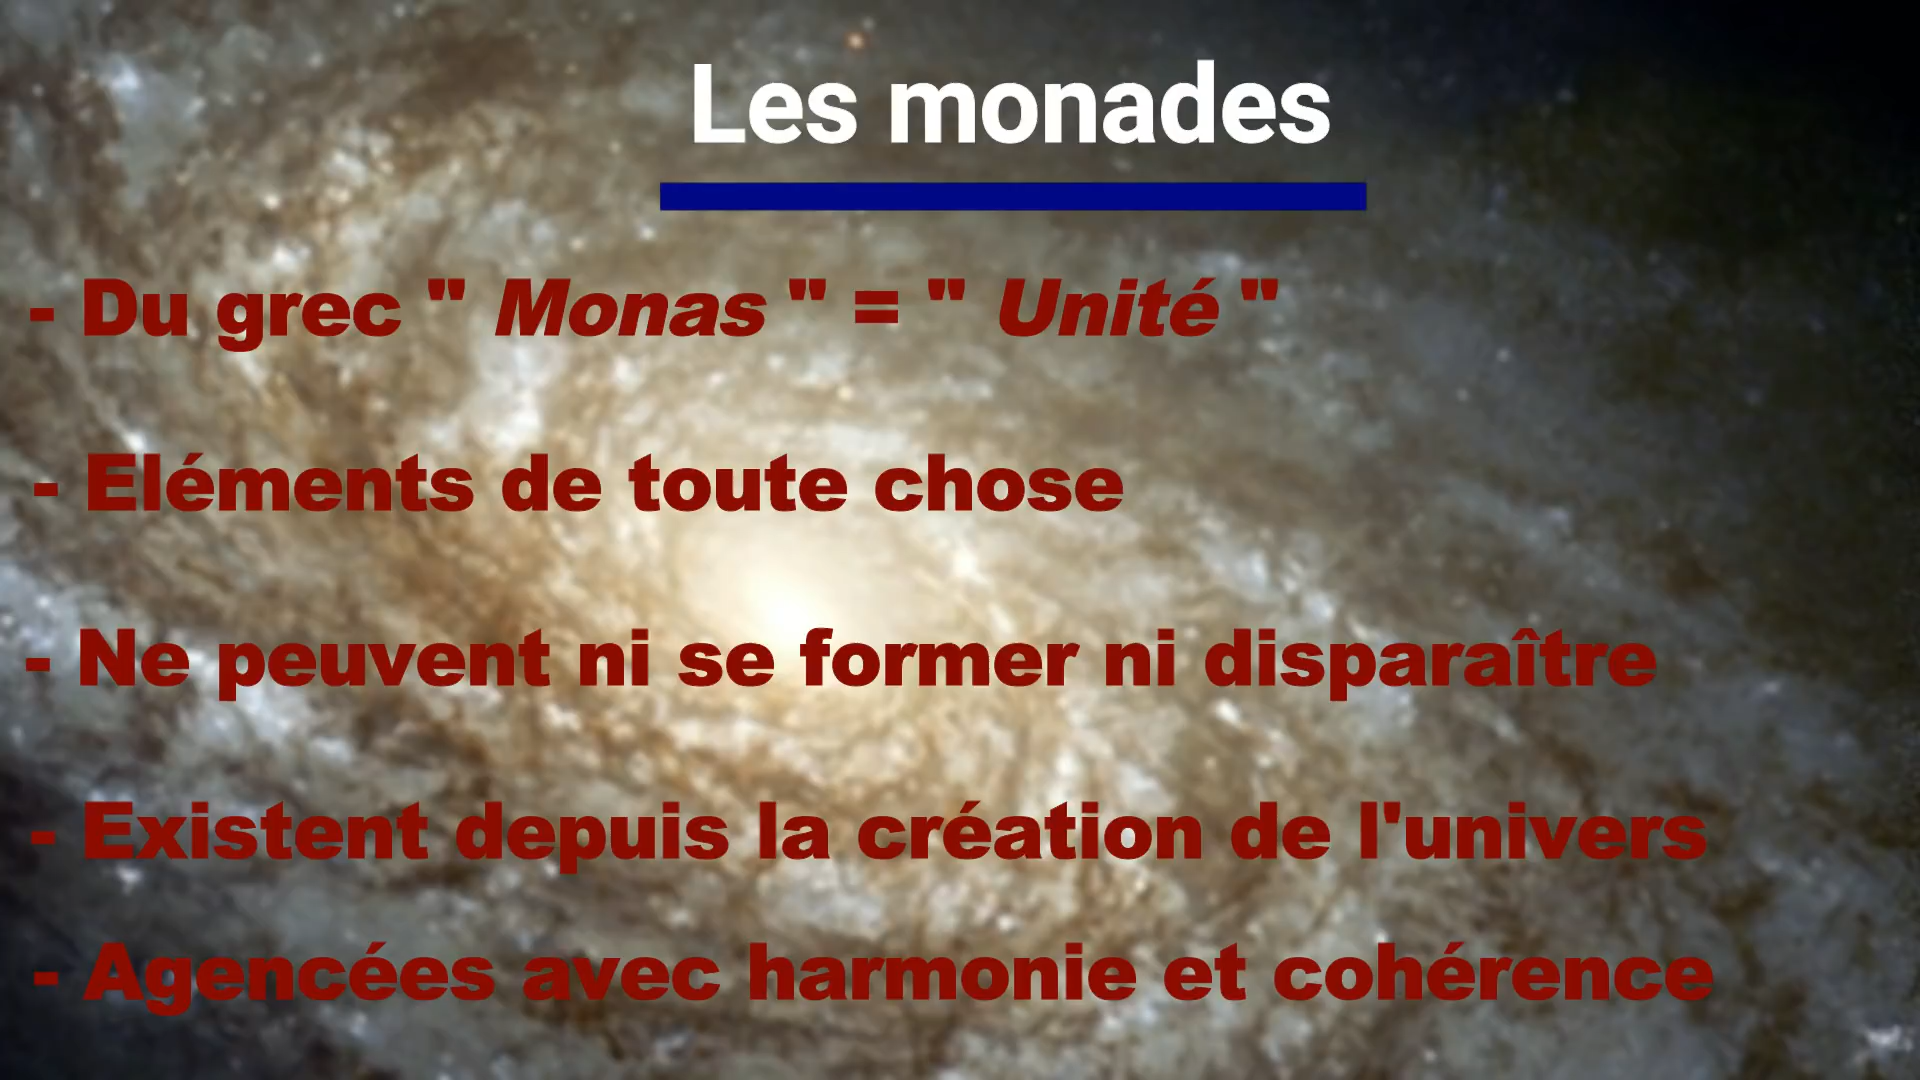 Les monades
- Du grec " Monas " = " Unité "
- Eléments de toute chose
- Ne peuvent ni se former ni disparaître
- Existent depuis la création de l'univers
- Agencées avec harmonie et cohérence